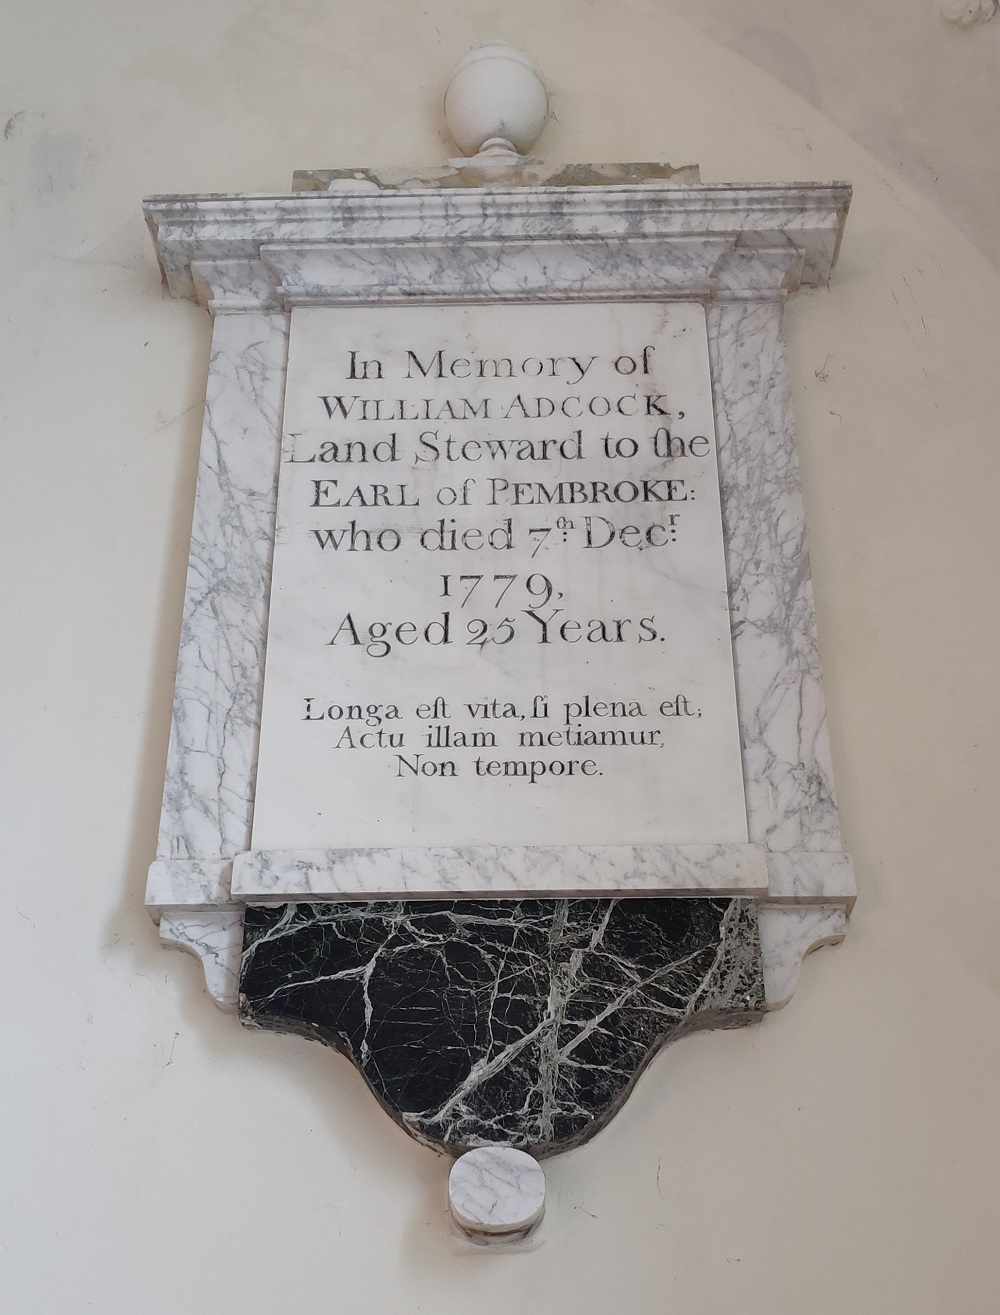 In Memory of
WILLIAM ADCOCK,
Land Steward to the
EARL of PEMBROKE:
who died 7th Decr
1779,
Aged 25 Years.
Longa eſt vita, ſi plena eſt;
Actu illam metiamur,
Non tempore.